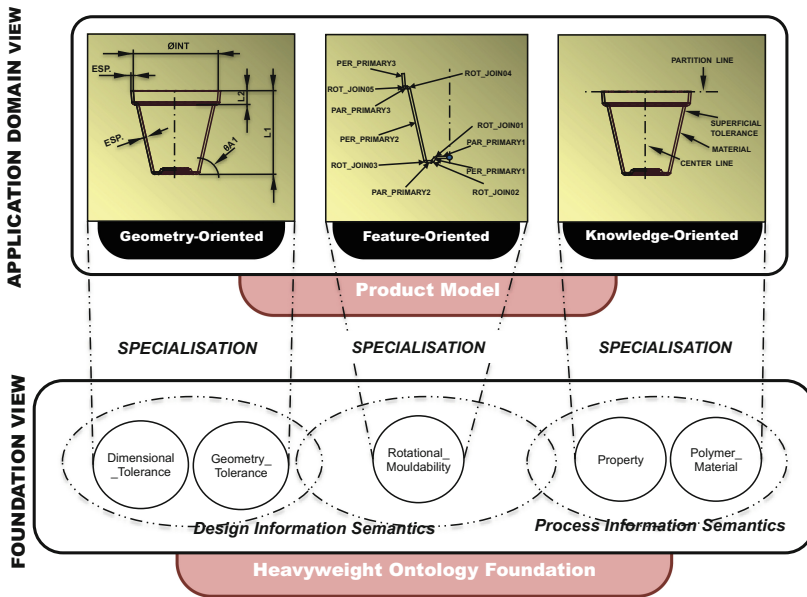 APPLICATION DOMAIN VIEW
ØINT
ESP.
L2
L1
ESP.
θA1
Geometry-Oriented
PER_PRIMARY3
ROT_JOIN04
ROT_JOIN05
PAR_PRIMARY3
ROT_JOIN01
PER_PRIMARY2
PAR_PRIMARY1
ROT_JOIN03
PER_PRIMARY1
PAR_PRIMARY2
ROT_JOIN02
Feature-Oriented
PARTITION LINE
SUPERFICIAL
TOLERANCE
MATERIAL
CENTER LINE
Knowledge-Oriented
Product Model
SPECIALISATION
SPECIALISATION
SPECIALISATION
FOUNDATION VIEW
Dimensional
_Tolerance
Geometry_
Tolerance
Rotational_
Mouldability
Property
Polymer_
Material
Design Information Semantics
Process Information Semantics
Heavyweight Ontology Foundation